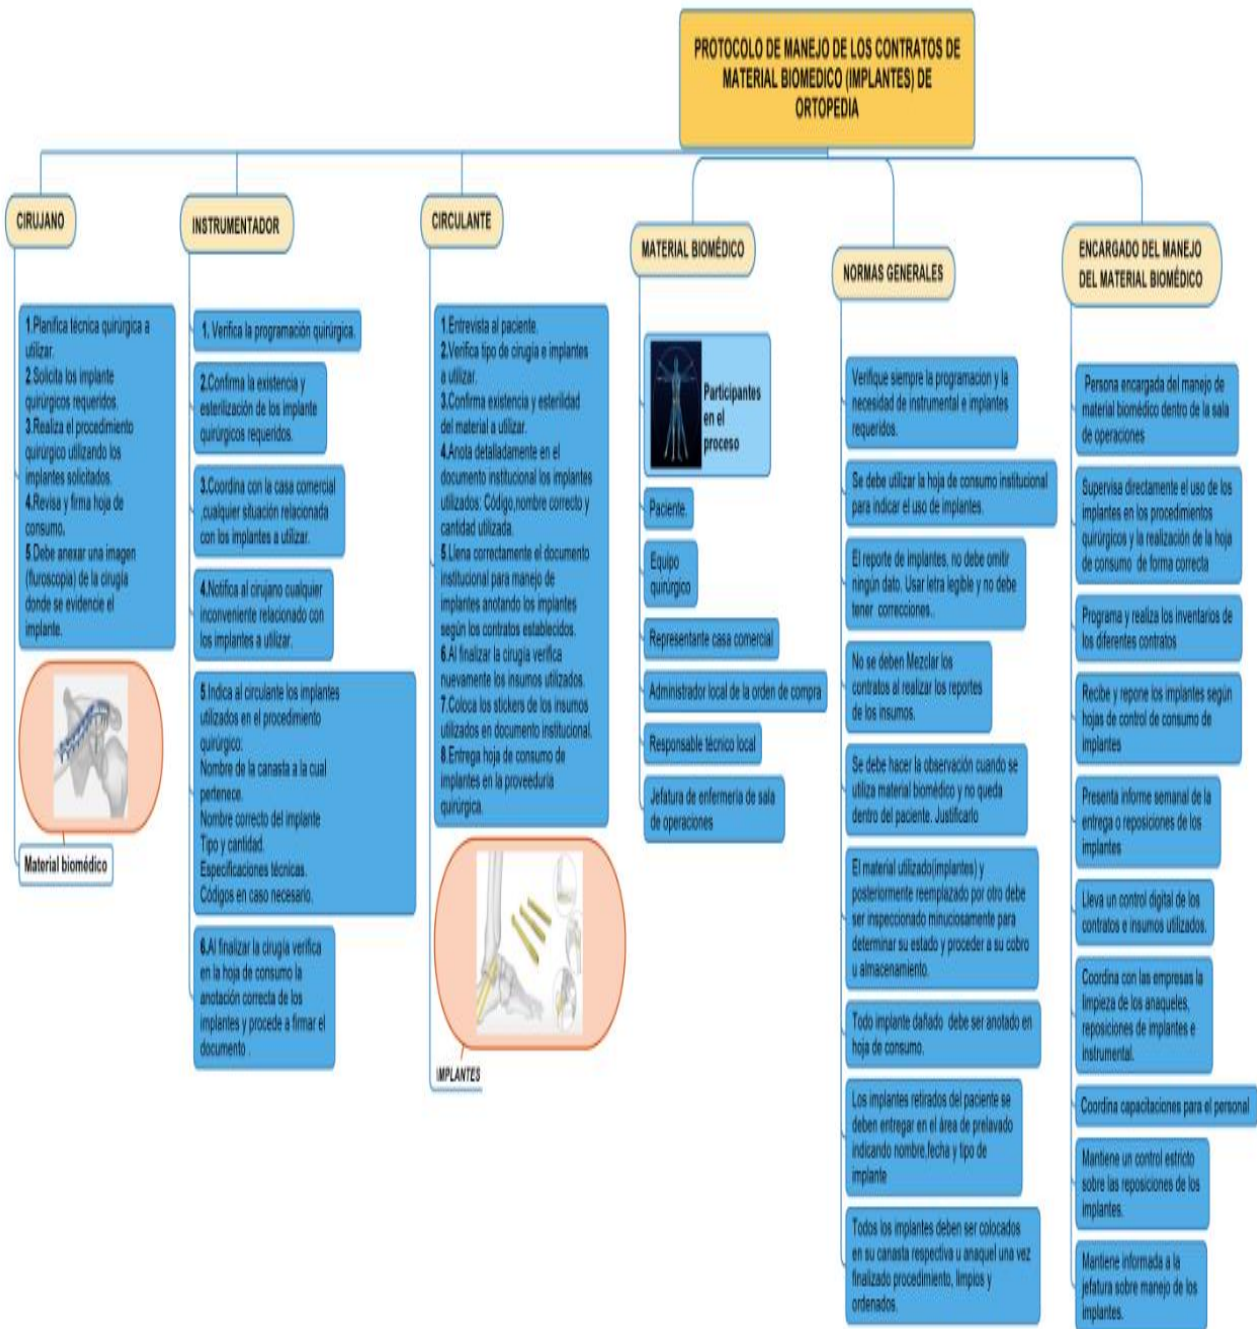 PROTOCOLO DE MANEJO DE LOS CONTRATOS DE
MATERIAL BIOMEDICO (IMPLANTES) DE
ORTOPEDIA
CIRUJANO
1.Planifica técnica quirúrgica a
utilizar.
2 Solicita los implante
quirúrgicos requeridos.
3.Realiza el procedimiento
quirúrgico utilizando los
implantes solicitados.
4.Revisa y firma hoja de
consumo.
5 Debe anexar una imagen
(fluroscopia) de la cirugía
donde se evidencie el
implante.
Material biomédico
INSTRUMENTADOR
1. Verifica la programación quirúrgica.
2.Confirma la existencia y
esterilización de los implante
quirúrgicos requeridos.
3.Coordina con la casa comercial
,cualquier situación relacionada
con los implantes a utilizar.
4.Notifica al cirujano cualquier
inconveniente relacionado con
los implantes a utilizar.
5.Indica al circulante los implantes
utilizados en el procedimiento
quirúrgico:
Nombre de la canasta a la cual
pertenece.
Nombre correcto del implante
Tipo y cantidad.
Especificaciones técnicas.
Códigos en caso necesario.
6.Al finalizar la cirugía verifica
en la hoja de consumo la
anotación correcta de los
implantes y procede a firmar el
documento .
CIRCULANTE
1.Entrevista al paciente.
2.Verifica tipo de cirugía e implantes
a utilizar.
3.Confirma existencia y esterilidad
del material a utilizar.
4.Anota detalladamente en el
documento institucional los implantes
utilizados: Código,nombre correcto y
cantidad utilizada.
5.Llena correctamente el documento
institucional para manejo de
implantes anotando los implantes
según los contratos establecidos.
6.Al finalizar la cirugía verifica
nuevamente los insumos utilizados.
7.Coloca los stickers de los insumos
utilizados en documento institucional.
8.Entrega hoja de consumo de
implantes en la proveeduría
quirúrgica.
IMPLANTES
MATERIAL BIOMÉDICO
Participantes
en el
proceso
Paciente.
Equipo
quirúrgico
Representante casa comercial
Administrador local de la orden de compra
Responsable técnico local
Jefatura de enfermería de sala
de operaciones
NORMAS GENERALES
Verifique siempre la programacion y la
necesidad de instrumental e implantes
requeridos.
Se debe utilizar la hoja de consumo institucional
para indicar el uso de implantes.
El reporte de implantes, no debe omitir
ningún dato. Usar letra legible y no debe
tener correcciones..
No se deben Mezclar los
contratos al realizar los reportes
de los insumos.
Se debe hacer la observación cuando se
utiliza material biomédico y no queda
dentro del paciente. Justificarlo
El material utilizado(implantes) y
posteriormente reemplazado por otro debe
ser inspeccionado minuciosamente para
determinar su estado y proceder a su cobro
u almacenamiento.
Todo implante dañado debe ser anotado en
hoja de consumo.
Los implantes retirados del paciente se
deben entregar en el área de prelavado
indicando nombre,fecha y tipo de
implante
Todos los implantes deben ser colocados
en su canasta respectiva u anaquel una vez
finalizado procedimiento, limpios y
ordenados.
ENCARGADO DEL MANEJO
DEL MATERIAL BIOMÉDICO
Persona encargada del manejo de
material biomédico dentro de la sala
de operaciones
Supervisa directamente el uso de los
implantes en los procedimientos
quirúrgicos y la realización de la hoja
de consumo de forma correcta
Programa y realiza los inventarios de
los diferentes contratos
Recibe y repone los implantes según
hojas de control de consumo de
implantes
Presenta informe semanal de la
entrega o reposiciones de los
implantes
Lleva un control digital de los
contratos e insumos utilizados.
Coordina con las empresas la
limpieza de los anaqueles,
reposiciones de implantes e
instrumental.
Coordina capacitaciones para el personal
Mantiene un control estricto
sobre las reposiciones de los
implantes.
Mantiene informada a la
jefatura sobre manejo de los
implantes.